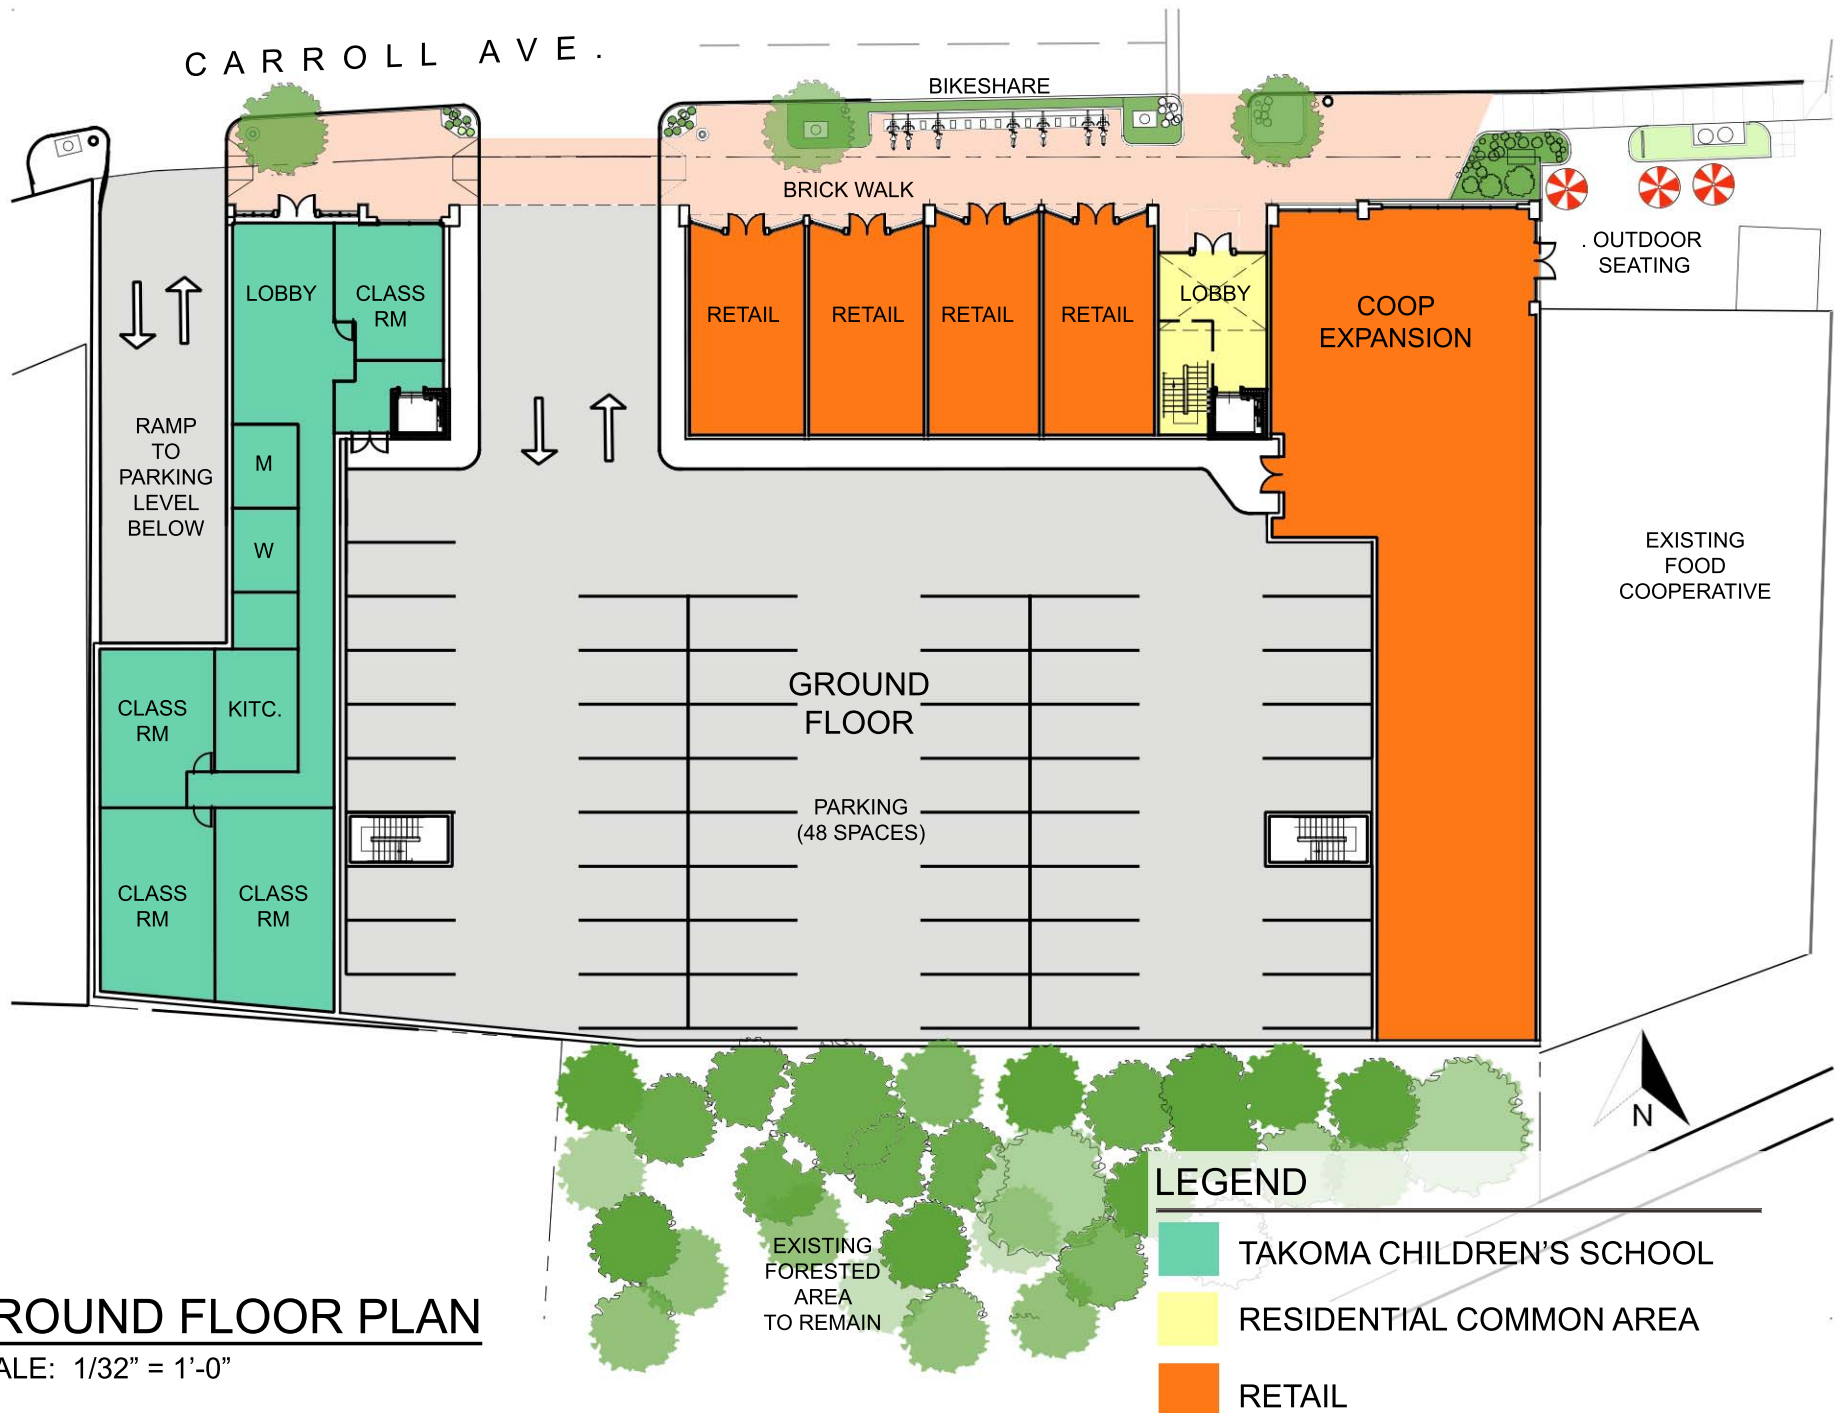 CARROLL AVE.
BIKESHARE
BRICK WALK
. OUTDOOR
SEATING
LOBBY
CLASS
RM
RETAIL
RETAIL
RETAIL
RETAIL
LOBBY
COOP
EXPANSION
RAMP
TO
PARKING
LEVEL
BELOW
M
W
EXISTING
FOOD
COOPERATIVE
CLASS
RM
KITC.
GROUND
FLOOR
PARKING
(48 SPACES)
CLASS
RM
CLASS
RM
N
EXISTING
FORESTED
AREA
TO REMAIN
LEGEND
TAKOMA CHILDREN’S SCHOOL
RESIDENTIAL COMMON AREA
RETAIL
ROUND FLOOR PLAN
ALE: 1/32” = 1’-0”